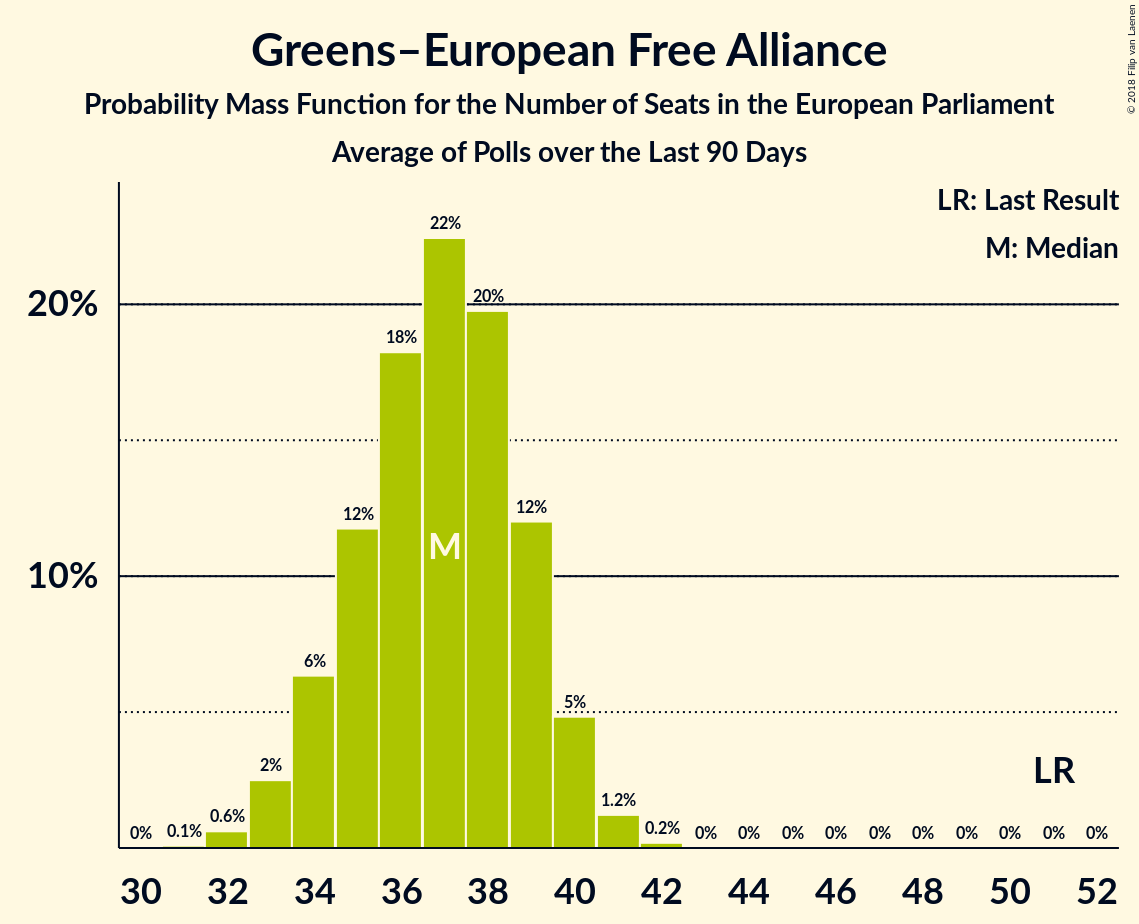 Greens–European Free Alliance
Probability Mass Function for the Number of Seats in the European Parliament
Average of Polls over the Last 90 Days
© 2018 Filip van Laenen
LR: Last Result
M: Median
20%
10%
0%
0.1%
0.6%
2%
6%
12%
18%
22%
20%
12%
5%
1.2%
0.2%
0%
0%
0%
0%
0%
0%
0%
0%
0%
0%
M
LR
30 32 34 36 38 40 42 44 46 48 50 52